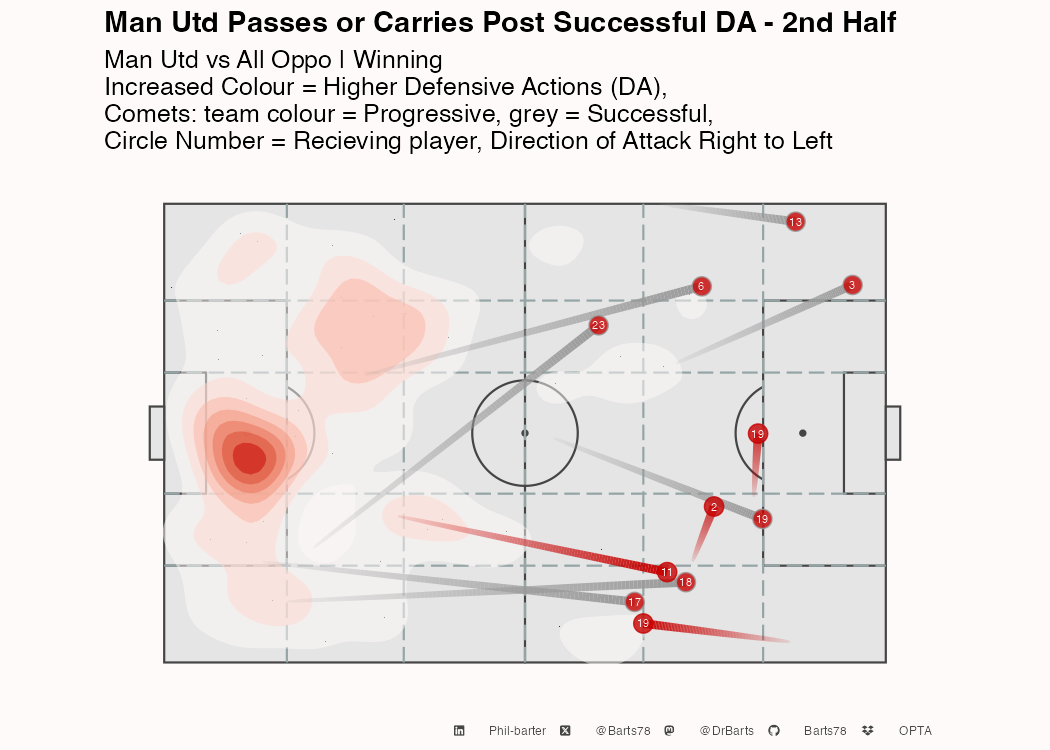 Man Utd Passes or Carries Post Successful DA - 2nd Half
Man Utd vs All Oppo | Winning
Increased Colour = Higher Defensive Actions (DA),
Comets: team colour = Progressive, grey = Successful,
Circle Number = Recieving player, Direction of Attack Right to Left
13
6
3
23
19
2
19
11
18
17
19
Phil-barter @Barts78 @DrBarts Barts78 OPTA